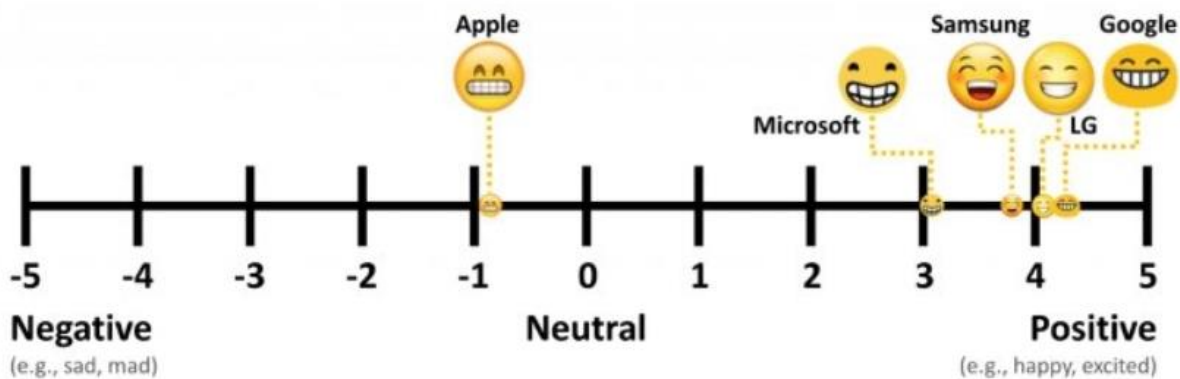 Apple
Samsung Google
Microsoft LG
-5 -4 -3 -2 -1 0 1 2 3 4 5
Negative Neutral Positive
(e.g., sad, mad) (e.g., happy, excited)